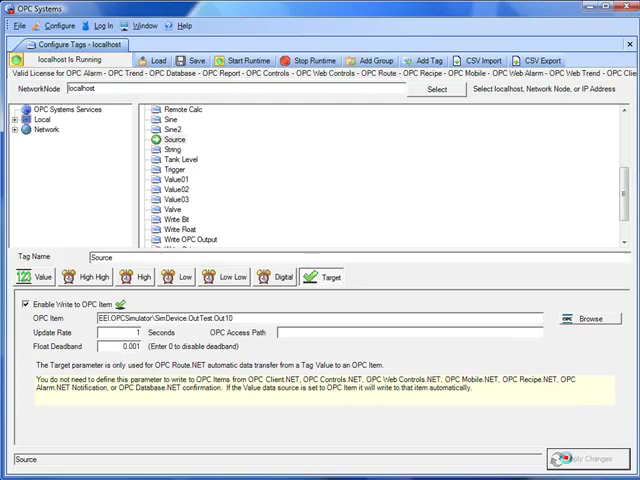 OPC Systems
File Configure Log In Window Help
Configure Tags - localhost
localhost Is Running Load Save Start Runtime Stop Runtime Add Group Add Tag CSV Import CSV Export
Valid License for OPC Alarm - OPC Trend - OPC Database - OPC Report - OPC Controls - OPC Web Controls - OPC Route - OPC Recipe - OPC Mobile - OPC Web Alarm - OPC Web Trend - OPC Clier
NetworkNode localhost Select Select localhost, Network Node, or IP Address
OPC Systems Services
Local
Network
Remote Calc
Sine
Sine2
Source
String
Tank Level
Trigger
Value01
Value02
Value03
Valve
Write Bit
Write Float
Write OPC Output
Tag Name Source
123 Value High High High Low Low Low Digital Target
Enable Write to OPC Item
OPC Item EEI.OPCSimulator\SimDevice.OutTest.Out10 OPC Browse
Update Rate 1 Seconds OPC Access Path
Float Deadband 0.001 (Enter 0 to disable deadband)
The Target parameter is only used for OPC Route.NET automatic data transfer from a Tag Value to an OPC Item.
You do not need to define this parameter to write to OPC Items from OPC Client.NET, OPC Controls.NET, OPC Web Controls.NET, OPC Mobile.NET, OPC Recipe.NET, OPC
Alarm.NET Notification, or OPC Database.NET confirmation. If the Value data source is set to OPC Item it will write to that item automatically.
Source Apply Changes